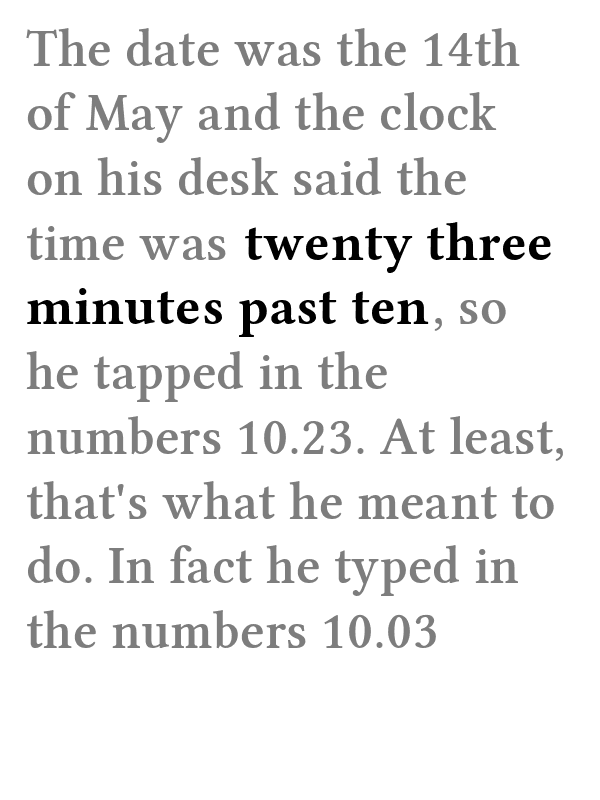 The date was the 14th
of May and the clock
on his desk said the
time was twenty three
minutes past ten, so
he tapped in the
numbers 10.23. At least,
that's what he meant to
do. In fact he typed in
the numbers 10.03